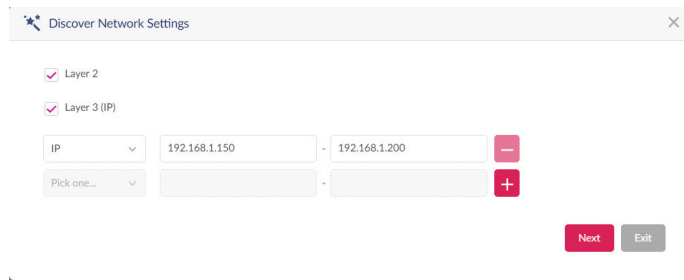 Discover Network Settings
Layer 2
Layer 3 (IP)
IP 192.168.1.150 - 192.168.1.200
Pick one... -
Next Exit